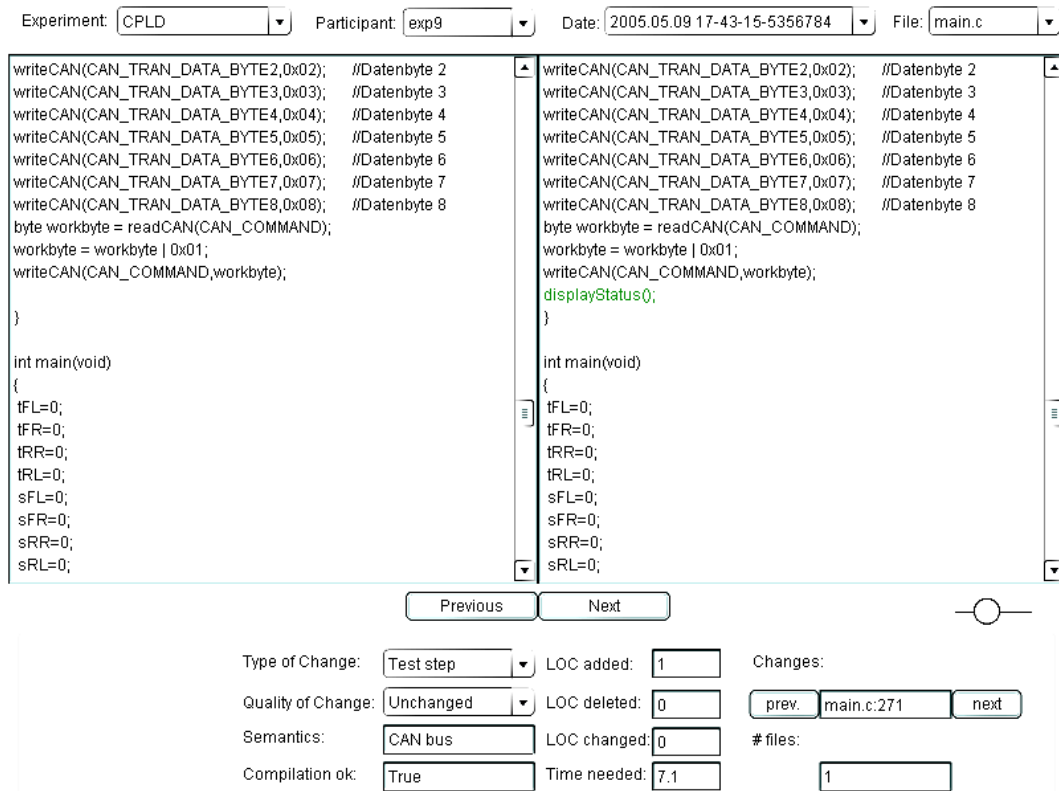 Experiment: CPLD Participant: exp9 Date: 2005.05.09 17-43-15-5356784 File: main.c
writeCAN(CAN_TRAN_DATA_BYTE2,0x02); //Datenbyte 2
writeCAN(CAN_TRAN_DATA_BYTE3,0x03); //Datenbyte 3
writeCAN(CAN_TRAN_DATA_BYTE4,0x04); //Datenbyte 4
writeCAN(CAN_TRAN_DATA_BYTE5,0x05); //Datenbyte 5
writeCAN(CAN_TRAN_DATA_BYTE6,0x06); //Datenbyte 6
writeCAN(CAN_TRAN_DATA_BYTE7,0x07); //Datenbyte 7
writeCAN(CAN_TRAN_DATA_BYTE8,0x08); //Datenbyte 8
byte workbyte = readCAN(CAN_COMMAND);
workbyte = workbyte | 0x01;
writeCAN(CAN_COMMAND,workbyte);
}
int main(void)
{
tFL=0;
tFR=0;
tRR=0;
tRL=0;
sFL=0;
sFR=0;
sRR=0;
sRL=0;
writeCAN(CAN_TRAN_DATA_BYTE2,0x02); //Datenbyte 2
writeCAN(CAN_TRAN_DATA_BYTE3,0x03); //Datenbyte 3
writeCAN(CAN_TRAN_DATA_BYTE4,0x04); //Datenbyte 4
writeCAN(CAN_TRAN_DATA_BYTE5,0x05); //Datenbyte 5
writeCAN(CAN_TRAN_DATA_BYTE6,0x06); //Datenbyte 6
writeCAN(CAN_TRAN_DATA_BYTE7,0x07); //Datenbyte 7
writeCAN(CAN_TRAN_DATA_BYTE8,0x08); //Datenbyte 8
byte workbyte = readCAN(CAN_COMMAND);
workbyte = workbyte | 0x01;
writeCAN(CAN_COMMAND,workbyte);
displayStatus();
}
int main(void)
{
tFL=0;
tFR=0;
tRR=0;
tRL=0;
sFL=0;
sFR=0;
sRR=0;
sRL=0;
Previous Next
Type of Change: Test step LOC added: 1 Changes:
Quality of Change: Unchanged LOC deleted: 0 prev. main.c:271 next
Semantics: CAN bus LOC changed: 0 # files:
Compilation ok: True Time needed: 7.1 1